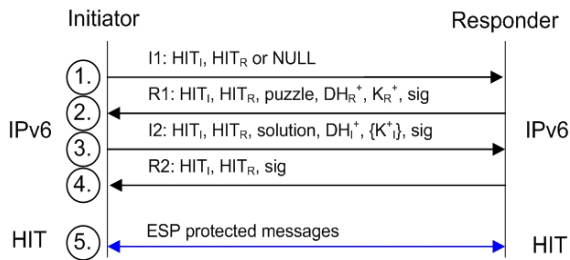 Initiator Responder
1. I1: HITI, HITR or NULL
R1: HITI, HITR, puzzle, DHR+, KR+, sig
2.
IPv6 I2: HITI, HITR, solution, DHI+, {K+I}, sig IPv6
3.
R2: HITI, HITR, sig
4.
HIT 5. ESP protected messages HIT